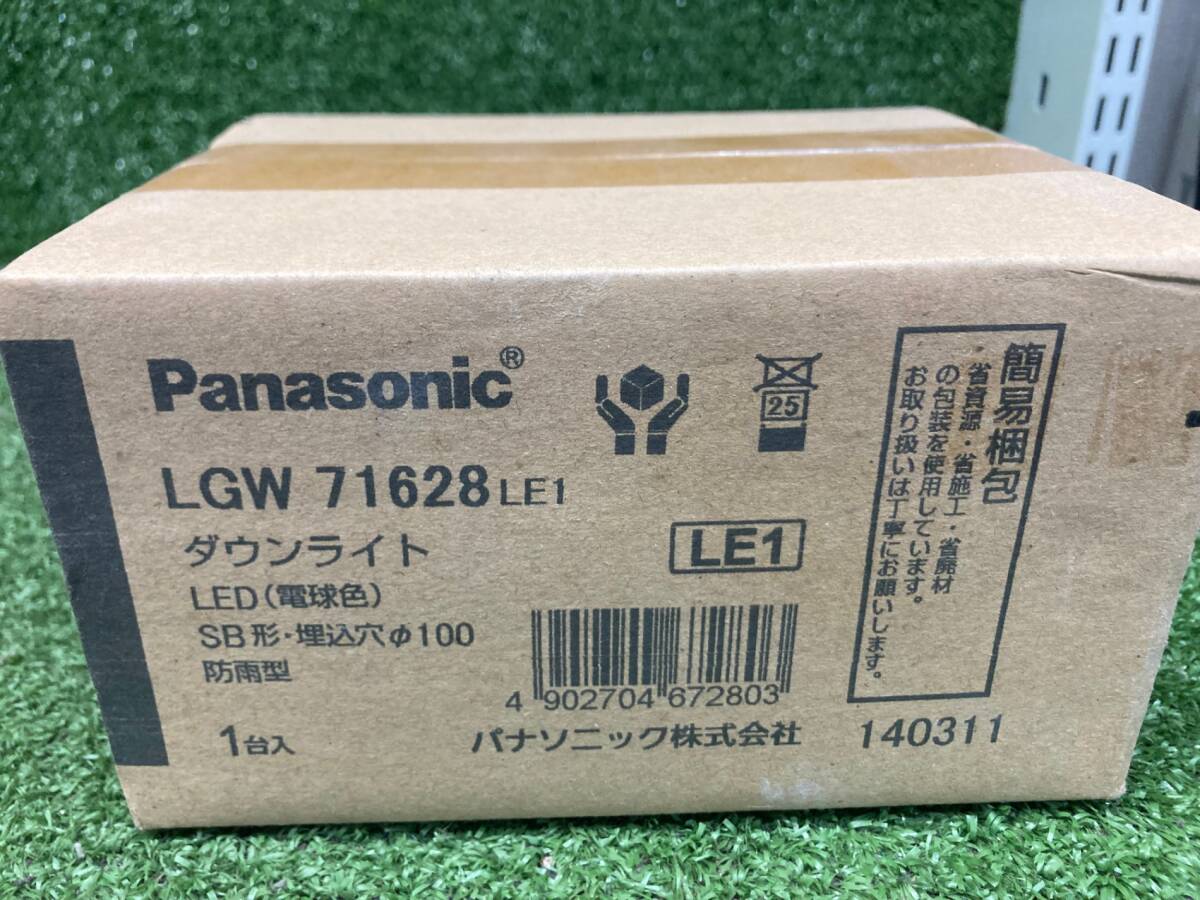 Panasonic®
LGW 71628 LE1
ダウンライト
LED(電球色)
SB形・埋込穴φ100
防雨型
1台入
25
LE1
4 902704 672803
パナソニック株式会社
簡易梱包
・省資源・省施工・省廃材
の包装を使用しています。
お取り扱いは丁寧にお願いします。
140311